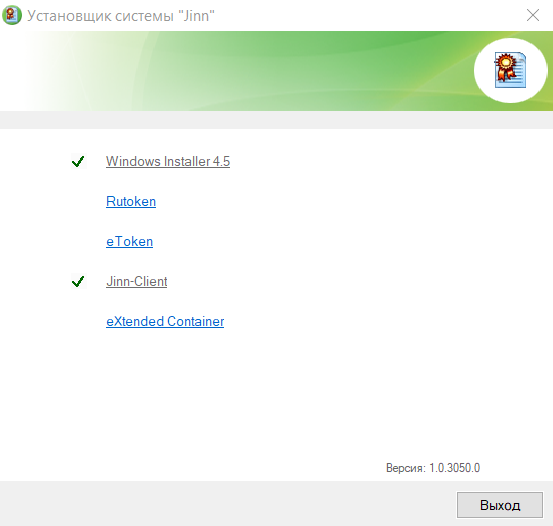 Установщик системы "Jinn"
Windows Installer 4.5
Rutoken
eToken
Jinn-Client
eXtended Container
Версия: 1.0.3050.0
Выход